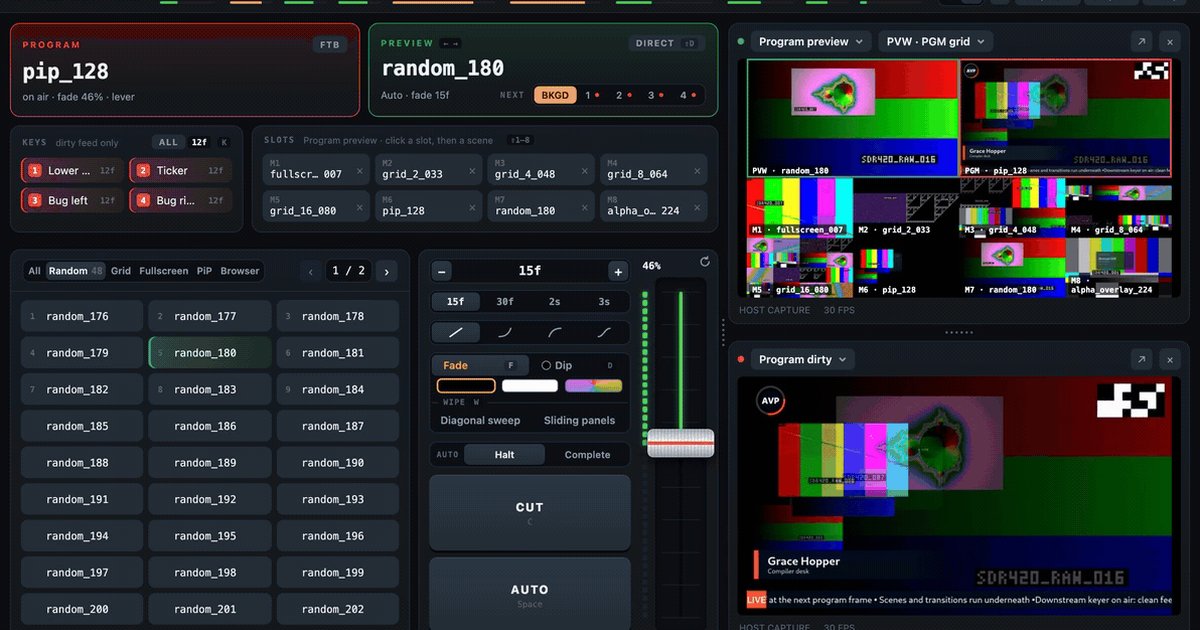 PROGRAM FTB
pip_128
on air · fade 46% · lever
PREVIEW ← → DIRECT ⇧D
random_180
Auto · fade 15f NEXT BKGD 1 2 3 4
KEYS dirty feed only ALL 12f K
1 Lower ... 12f 2 Ticker 12f
3 Bug left 12f 4 Bug ri... 12f
SLOTS Program preview · click a slot, then a scene ⇧1–8
M1 M2 M3 M4
fullscr… 007 × grid_2_033 × grid_4_048 × grid_8_064 ×
M5 M6 M7 M8
grid_16_080 × pip_128 × random_180 × alpha_o… 224 ×
All Random 48 Grid Fullscreen PiP Browser ‹ 1 / 2 ›
1 random_176 2 random_177 3 random_178
4 random_179 5 random_180 6 random_181
7 random_182 8 random_183 9 random_184
random_185 random_186 random_187
random_188 random_189 random_190
random_191 random_192 random_193
random_194 random_195 random_196
random_197 random_198 random_199
random_200 random_201 random_202
− 15f + 46%
15f 30f 2s 3s
Fade F Dip D
WIPE W
Diagonal sweep Sliding panels
AUTO Halt Complete
CUT
C
AUTO
Space
Program preview PVW · PGM grid ↗ ×
AVP
Grace Hopper
Compiler desk
SDR420_RAW_016 SDR420_RAW_016
PVW · random_180 PGM · pip_128
M1 · fullscreen_007 M2 · grid_2_033 M3 · grid_4_048 M4 · grid_8_064
M5 · grid_16_080 M6 · pip_128 M7 · random_180 M8 · alpha_overlay_224
HOST CAPTURE 30 FPS
Program dirty ↗ ×
AVP
Grace Hopper
Compiler desk
SDR420_RAW_016
LIVE at the next program frame • Scenes and transitions run underneath •Downstream keyer on air: clean fee
HOST CAPTURE 30 FPS